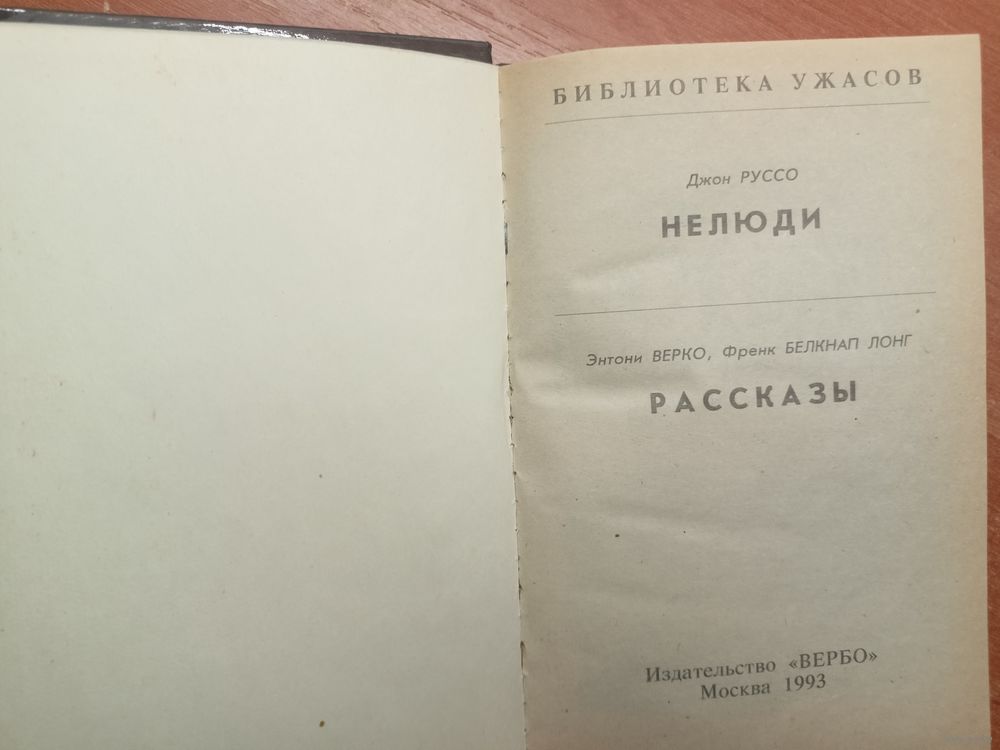 БИБЛИОТЕКА УЖАСОВ
Джон РУССО
НЕЛЮДИ
Энтони ВЕРКО, Френк БЕЛКНАП ЛОНГ
РАССКАЗЫ
Издательство «ВЕРБО»
Москва 1993